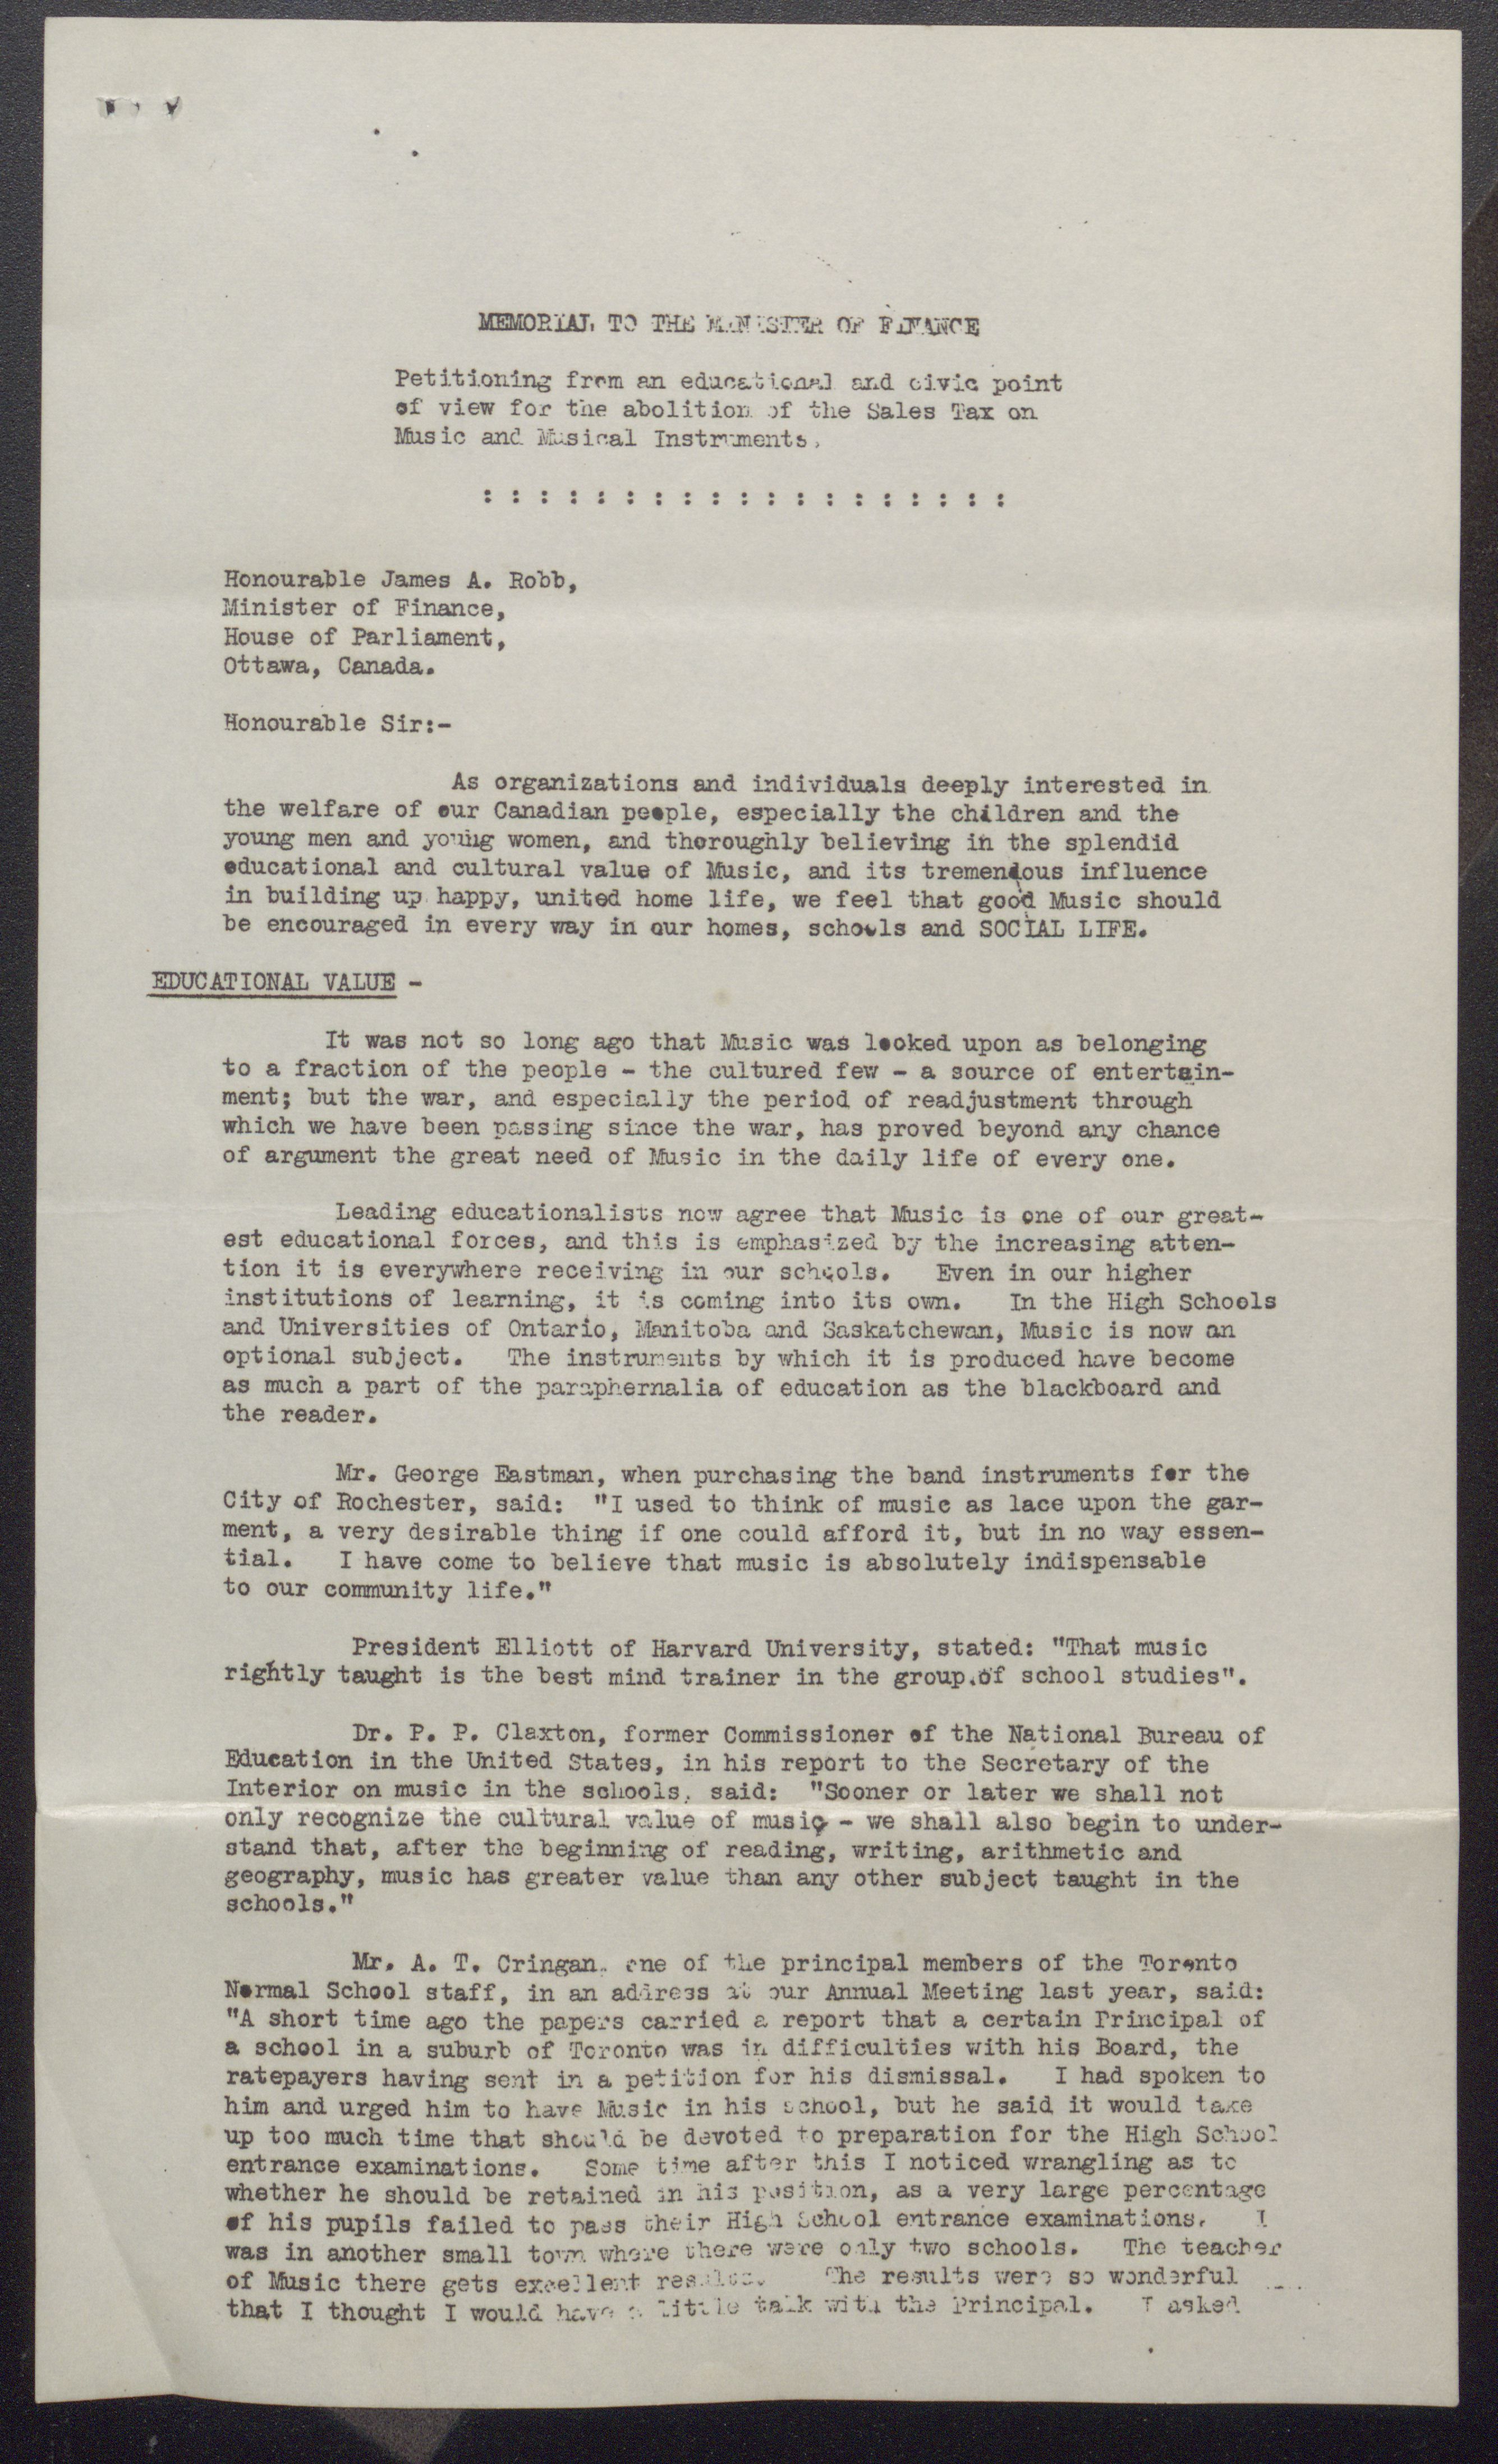 MEMORIAL TO THE MINISTER OF FINANCE
Petitioning from an educational and civic point
of view for the abolition of the Sales Tax on
Music and Musical Instruments.
: : : : : : : : : : : : : : : : : : :
Honourable James A. Robb,
Minister of Finance,
House of Parliament,
Ottawa, Canada.
Honourable Sir:-
As organizations and individuals deeply interested in
the welfare of our Canadian people, especially the children and the
young men and young women, and thoroughly believing in the splendid
educational and cultural value of Music, and its tremendous influence
in building up happy, united home life, we feel that good Music should
be encouraged in every way in our homes, schools and SOCIAL LIFE.
EDUCATIONAL VALUE -
It was not so long ago that Music was looked upon as belonging
to a fraction of the people - the cultured few - a source of entertain-
ment; but the war, and especially the period of readjustment through
which we have been passing since the war, has proved beyond any chance
of argument the great need of Music in the daily life of every one.
Leading educationalists now agree that Music is one of our great-
est educational forces, and this is emphasized by the increasing atten-
tion it is everywhere receiving in our schools. Even in our higher
institutions of learning, it is coming into its own. In the High Schools
and Universities of Ontario, Manitoba and Saskatchewan, Music is now an
optional subject. The instruments by which it is produced have become
as much a part of the paraphernalia of education as the blackboard and
the reader.
Mr. George Eastman, when purchasing the band instruments for the
City of Rochester, said: "I used to think of music as lace upon the gar-
ment, a very desirable thing if one could afford it, but in no way essen-
tial. I have come to believe that music is absolutely indispensable
to our community life."
President Elliott of Harvard University, stated: "That music
rightly taught is the best mind trainer in the group of school studies".
Dr. P. P. Claxton, former Commissioner of the National Bureau of
Education in the United States, in his report to the Secretary of the
Interior on music in the schools, said: "Sooner or later we shall not
only recognize the cultural value of music - we shall also begin to under-
stand that, after the beginning of reading, writing, arithmetic and
geography, music has greater value than any other subject taught in the
schools."
Mr. A. T. Cringan, one of the principal members of the Toronto
Normal School staff, in an address at our Annual Meeting last year, said:
"A short time ago the papers carried a report that a certain Principal of
a school in a suburb of Toronto was in difficulties with his Board, the
ratepayers having sent in a petition for his dismissal. I had spoken to
him and urged him to have Music in his school, but he said it would take
up too much time that should be devoted to preparation for the High School
entrance examinations. Some time after this I noticed wrangling as to
whether he should be retained in his position, as a very large percentage
of his pupils failed to pass their High School entrance examinations. I
was in another small town where there were only two schools. The teacher
of Music there gets excellent results. The results were so wonderful
that I thought I would have a little talk with the Principal. I asked